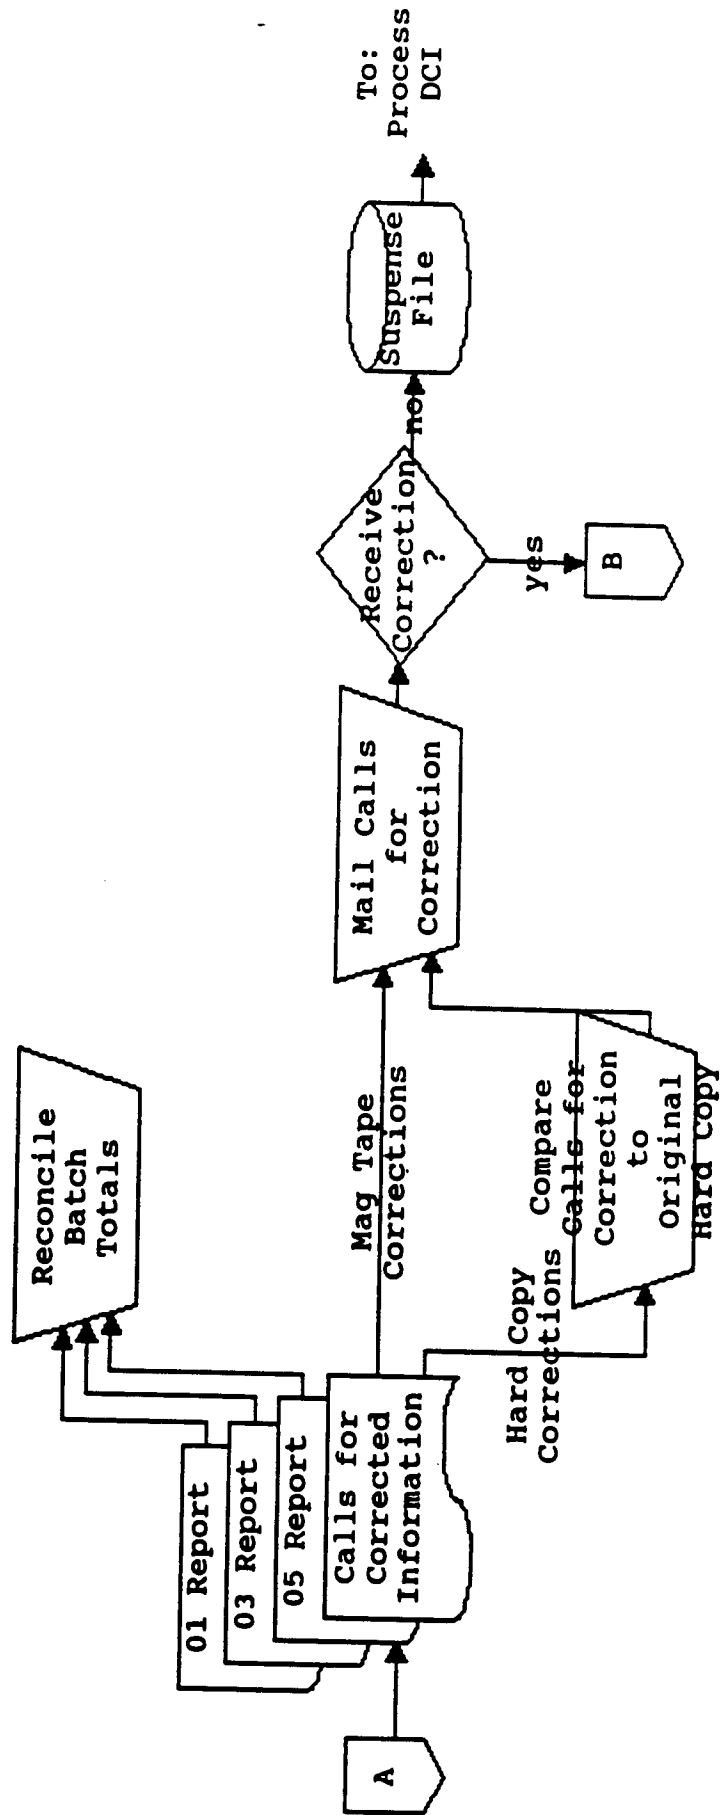 A
01 Report
03 Report
05 Report
Calls for
Corrected
Information
Reconcile
Batch
Totals
Mag Tape
Corrections
Hard Copy
Corrections
Compare
Calls for
Correction
to
Original
Hard Copy
Mail Calls
for
Correction
Receive
Correction
?
no
yes
B
Suspense
File
To:
Process
DCI